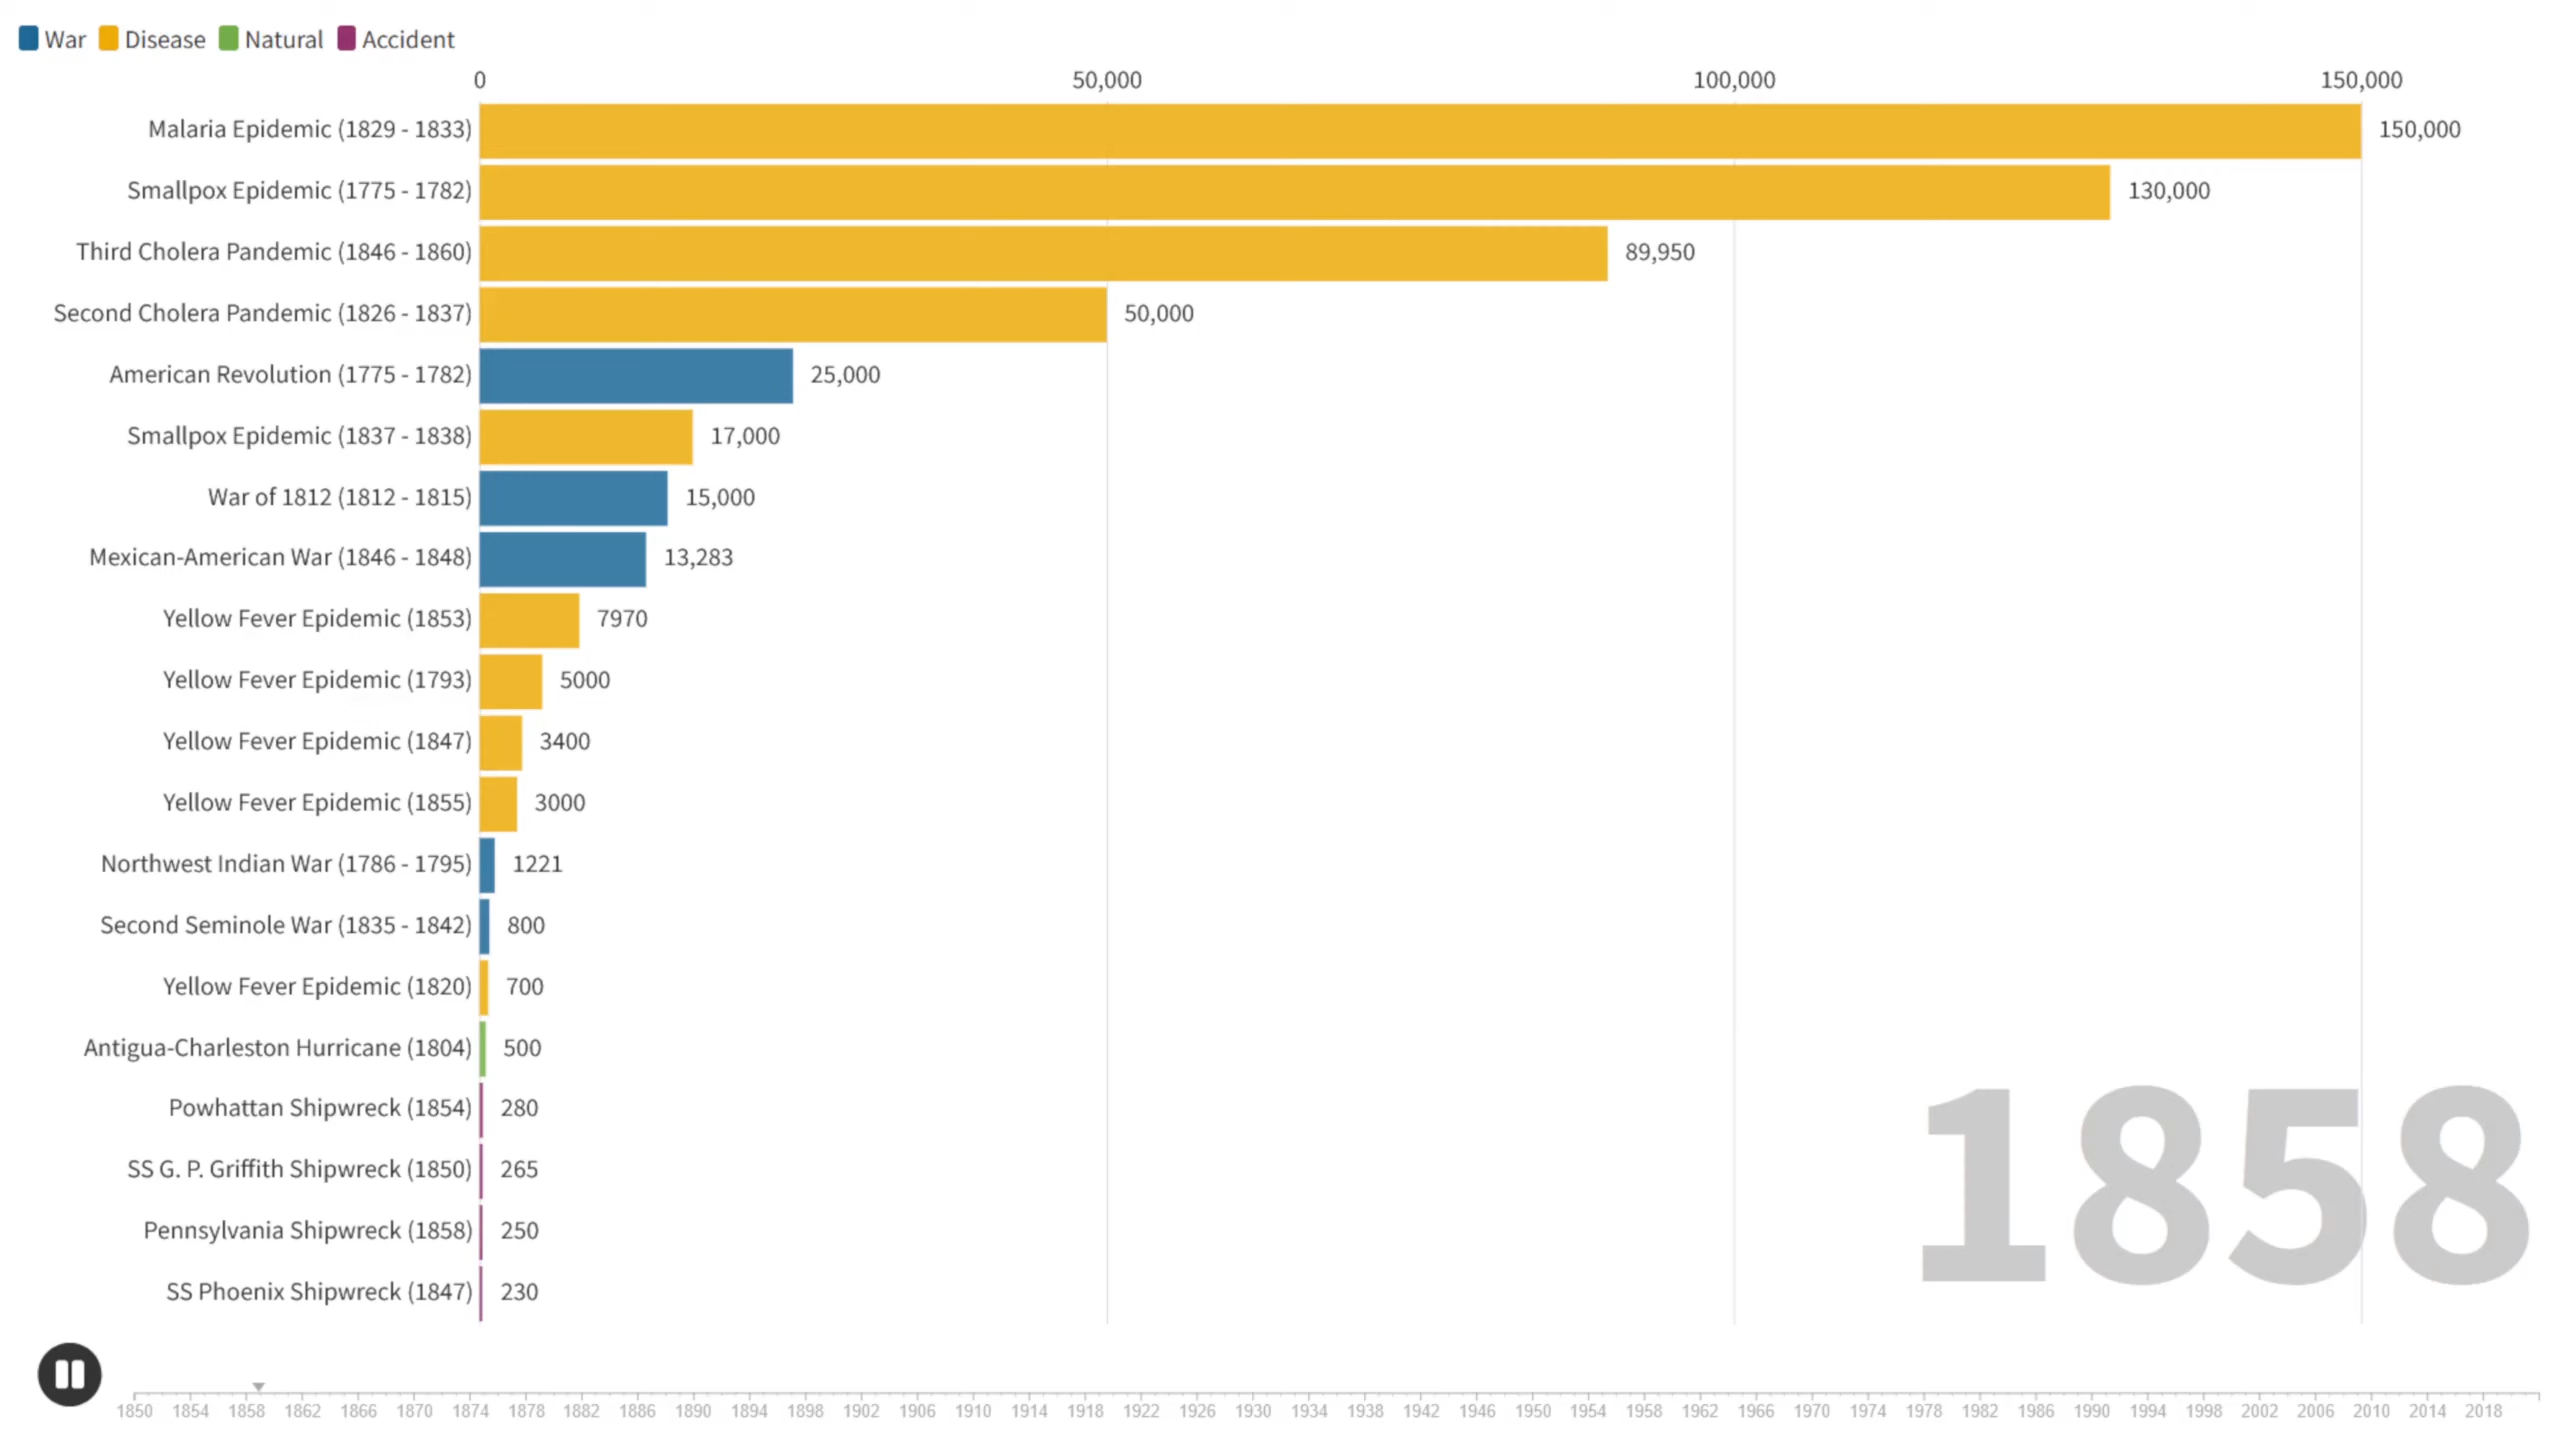 War Disease Natural Accident
0 50,000 100,000 150,000
Malaria Epidemic (1829 - 1833) 150,000
Smallpox Epidemic (1775 - 1782) 130,000
Third Cholera Pandemic (1846 - 1860) 89,950
Second Cholera Pandemic (1826 - 1837) 50,000
American Revolution (1775 - 1782) 25,000
Smallpox Epidemic (1837 - 1838) 17,000
War of 1812 (1812 - 1815) 15,000
Mexican-American War (1846 - 1848) 13,283
Yellow Fever Epidemic (1853) 7970
Yellow Fever Epidemic (1793) 5000
Yellow Fever Epidemic (1847) 3400
Yellow Fever Epidemic (1855) 3000
Northwest Indian War (1786 - 1795) 1221
Second Seminole War (1835 - 1842) 800
Yellow Fever Epidemic (1820) 700
Antigua-Charleston Hurricane (1804) 500
Powhattan Shipwreck (1854) 280
SS G. P. Griffith Shipwreck (1850) 265
Pennsylvania Shipwreck (1858) 250
SS Phoenix Shipwreck (1847) 230
1858
1850 1854 1858 1862 1866 1870 1874 1878 1882 1886 1890 1894 1898 1902 1906 1910 1914 1918 1922 1926 1930 1934 1938 1942 1946 1950 1954 1958 1962 1966 1970 1974 1978 1982 1986 1990 1994 1998 2002 2006 2010 2014 2018